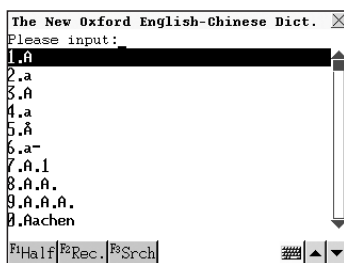 The New Oxford English-Chinese Dict.
Please input:_
1.A
2.a
3.A
4.a
5.Å
6.a-
7.A.1
8.A.A.
9.A.A.A.
0.Aachen
F1Half F2Rec. F3Srch